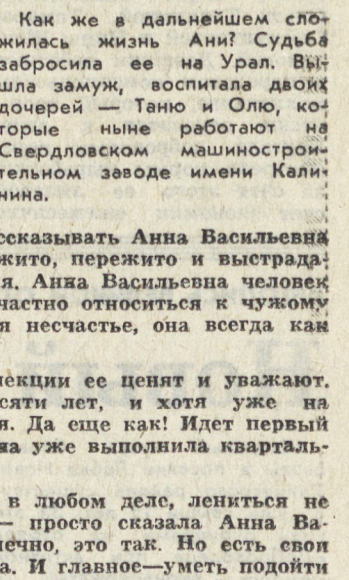 Как же в дальнейшем сло-
жилась жизнь Ани? Судьба
забросила ее на Урал. Вы-
шла замуж, воспитала двоих
дочерей — Таню и Олю, ко-
торые ныне работают на
Свердловском машинострои-
тельном заводе имени Кали-
нина.
ссказывать Анна Васильевна
жито, пережито и выстрада-
я. Анна Васильевна человек
частно относиться к чужому
я несчастье, она всегда как
лекции ее ценят и уважают.
сяти лет, и хотя уже на
я. Да еще как! Идет первый
на уже выполнила кварталь-
в любом деле, лениться не
— просто сказала Анна Ва-
нечно, это так. Но есть свои
а. И главное—уметь подойти